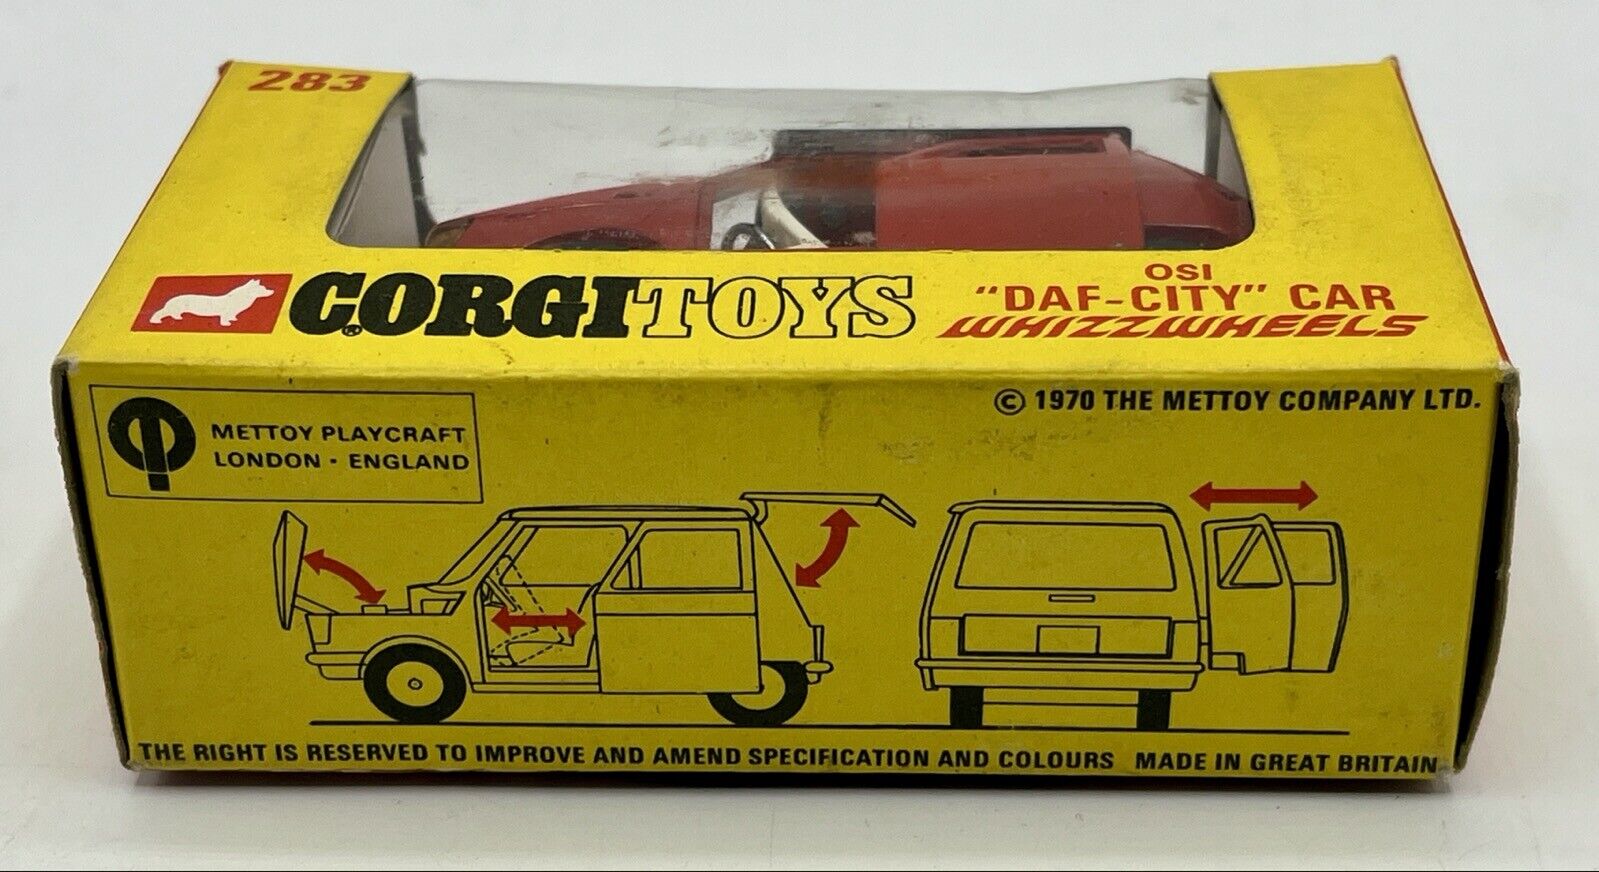 283
CORGI TOYS
OSI
"DAF-CITY" CAR
WHIZZWHEELS
METTOY PLAYCRAFT
LONDON · ENGLAND
© 1970 THE METTOY COMPANY LTD.
THE RIGHT IS RESERVED TO IMPROVE AND AMEND SPECIFICATION AND COLOURS MADE IN GREAT BRITAIN